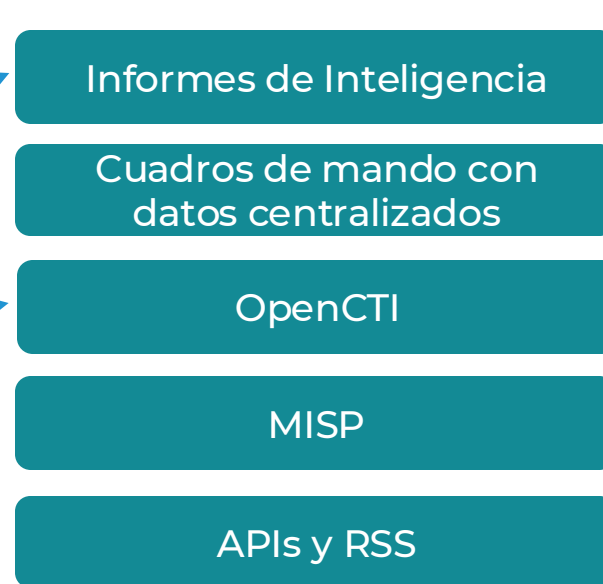 Informes de Inteligencia
Cuadros de mando con
datos centralizados
OpenCTI
MISP
APIs y RSS